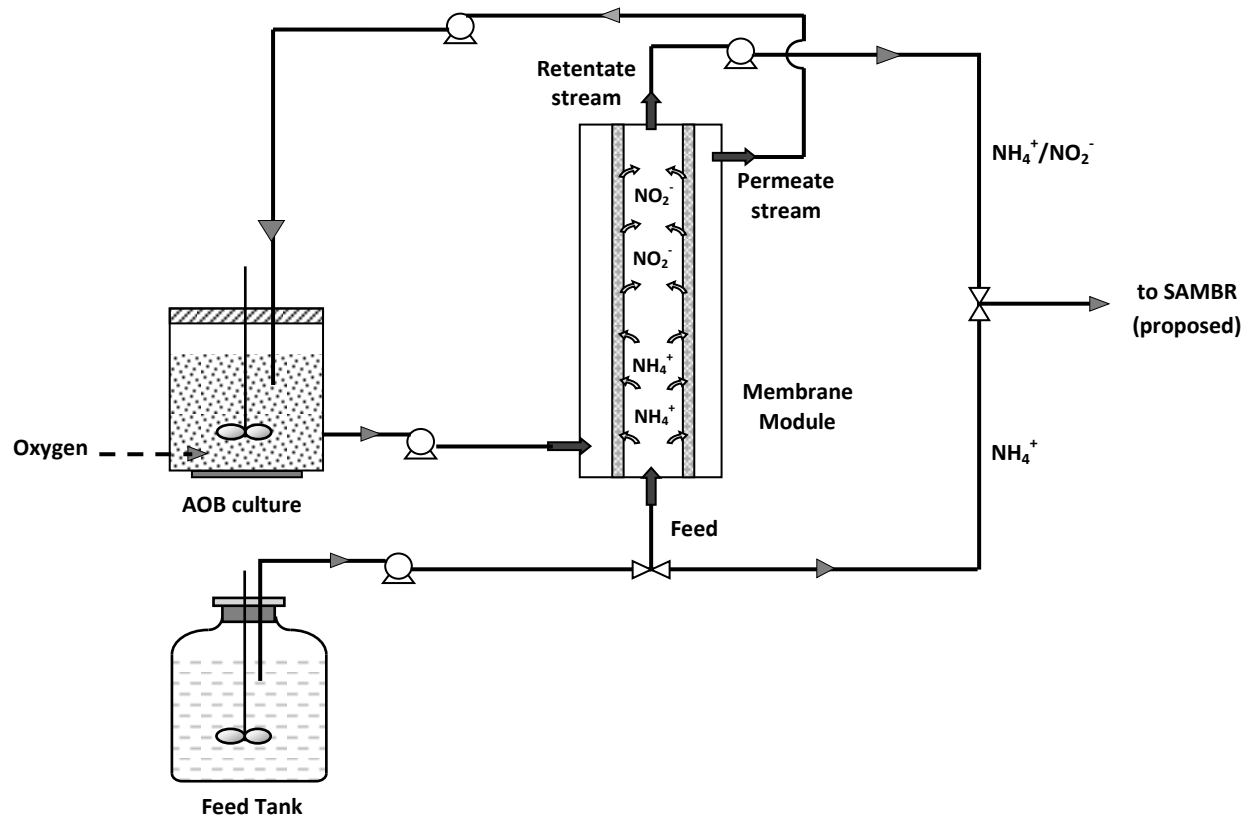 Retentate
stream
NH₄⁺/NO₂⁻
Permeate
stream
NO₂⁻
NO₂⁻
to SAMBR
(proposed)
NH₄⁺
NH₄⁺
Membrane
Module
Oxygen
NH₄⁺
AOB culture
Feed
Feed Tank